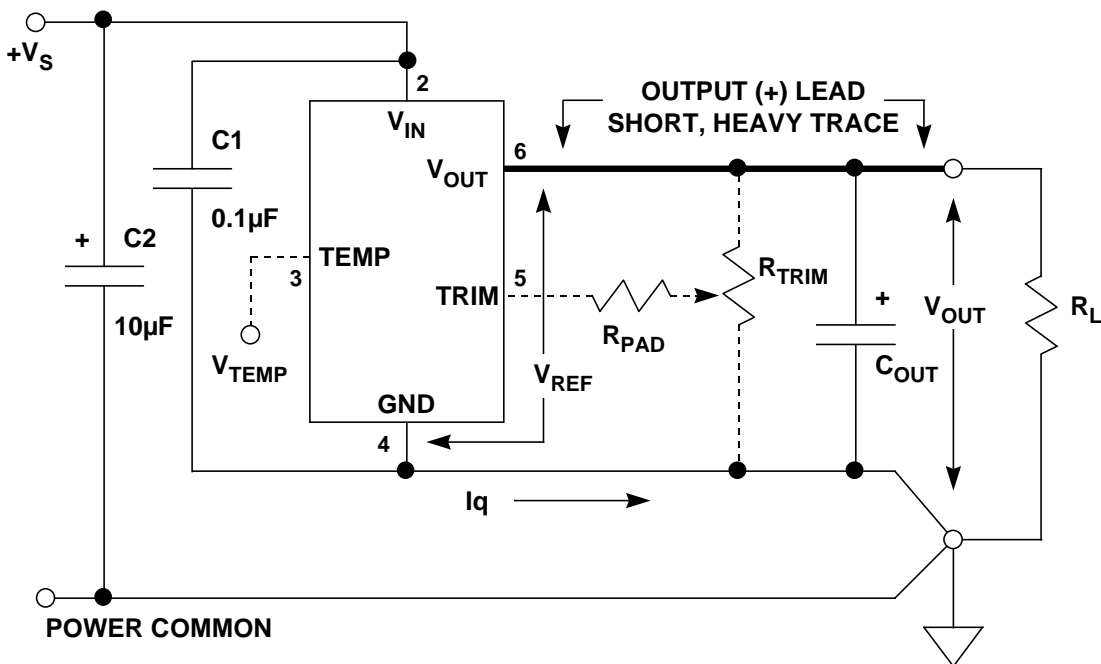 +VS
2
OUTPUT (+) LEAD
SHORT, HEAVY TRACE
VIN
C1
6
VOUT
0.1µF
+
C2
TEMP
3
5
RTRIM
TRIM
+
VOUT
RL
10µF
RPAD
COUT
VTEMP
VREF
GND
4
Iq
POWER COMMON